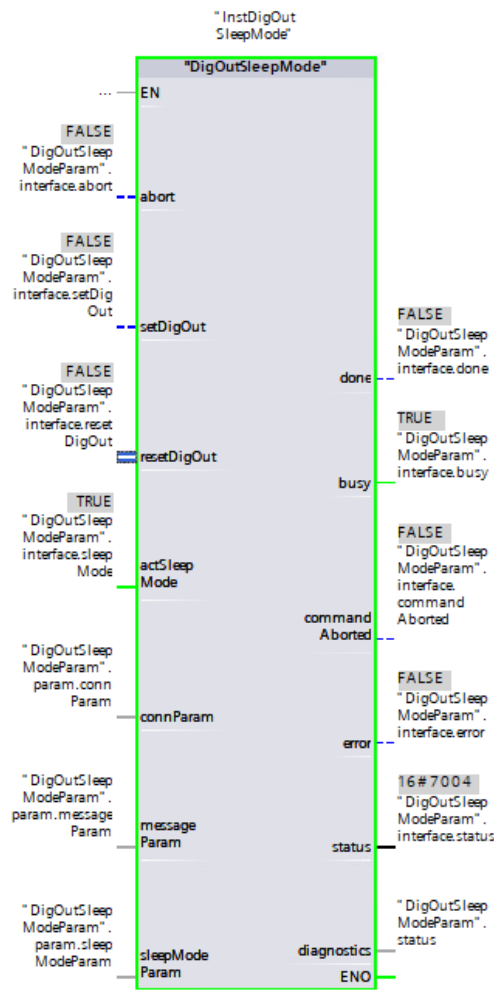 "InstDigOut
SleepMode"
"DigOutSleepMode"
... EN
FALSE
"DigOutSleep
ModeParam".
interface.abort
abort
FALSE
"DigOutSleep
ModeParam".
interface.setDig
Out
setDigOut
FALSE
"DigOutSleep
ModeParam".
interface.reset
DigOut
resetDigOut
TRUE
"DigOutSleep
ModeParam".
interface.sleep
Mode
actSleep
Mode
"DigOutSleep
ModeParam".
param.conn
Param
connParam
"DigOutSleep
ModeParam".
param.message
Param
message
Param
"DigOutSleep
ModeParam".
param.sleep
ModeParam
sleepMode
Param
FALSE
"DigOutSleep
ModeParam".
interface.done
done
TRUE
"DigOutSleep
ModeParam".
interface.busy
busy
FALSE
"DigOutSleep
ModeParam".
interface.
command
Aborted
command
Aborted
FALSE
"DigOutSleep
ModeParam".
interface.error
error
16#7004
"DigOutSleep
ModeParam".
interface.status
status
"DigOutSleep
ModeParam".
status
diagnostics
ENO